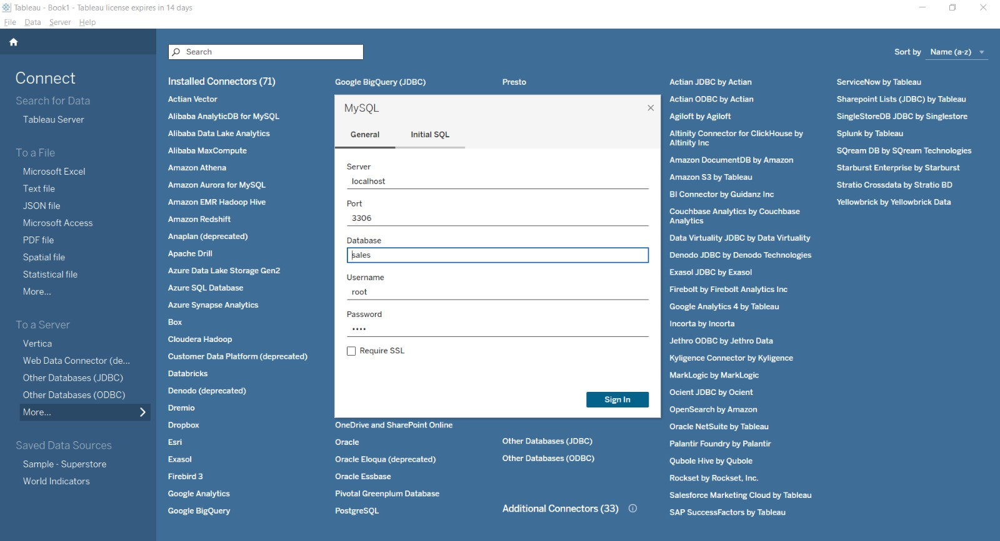 Tableau - Book1 - Tableau license expires in 14 days
File Data Server Help
Connect
Search for Data
Tableau Server
To a File
Microsoft Excel
Text file
JSON file
Microsoft Access
PDF file
Spatial file
Statistical file
More...
To a Server
Vertica
Web Data Connector (de...
Other Databases (JDBC)
Other Databases (ODBC)
More...
Saved Data Sources
Sample - Superstore
World Indicators
Search
Sort by Name (a-z)
Installed Connectors (71)
Actian Vector
Alibaba AnalyticDB for MySQL
Alibaba Data Lake Analytics
Alibaba MaxCompute
Amazon Athena
Amazon Aurora for MySQL
Amazon EMR Hadoop Hive
Amazon Redshift
Anaplan (deprecated)
Apache Drill
Azure Data Lake Storage Gen2
Azure SQL Database
Azure Synapse Analytics
Box
Cloudera Hadoop
Customer Data Platform (deprecated)
Databricks
Denodo (deprecated)
Dremio
Dropbox
Esri
Exasol
Firebird 3
Google Analytics
Google BigQuery
Google BigQuery (JDBC)
Presto
MySQL
General Initial SQL
Server
localhost
Port
3306
Database
sales
Username
root
Password
••••
Require SSL
Sign In
OneDrive and SharePoint Online
Oracle
Oracle Eloqua (deprecated)
Oracle Essbase
Pivotal Greenplum Database
PostgreSQL
Other Databases (JDBC)
Other Databases (ODBC)
Additional Connectors (33)
Actian JDBC by Actian
Actian ODBC by Actian
Agiloft by Agiloft
Altinity Connector for ClickHouse by
Altinity Inc
Amazon DocumentDB by Amazon
Amazon S3 by Tableau
BI Connector by Guidanz Inc
Couchbase Analytics by Couchbase
Analytics
Data Virtuality JDBC by Data Virtuality
Denodo JDBC by Denodo Technologies
Exasol JDBC by Exasol
Firebolt by Firebolt Analytics Inc
Google Analytics 4 by Tableau
Incorta by Incorta
Jethro ODBC by Jethro Data
Kyligence Connector by Kyligence
MarkLogic by MarkLogic
Ocient JDBC by Ocient
OpenSearch by Amazon
Oracle NetSuite by Tableau
Palantir Foundry by Palantir
Qubole Hive by Qubole
Rockset by Rockset, Inc.
Salesforce Marketing Cloud by Tableau
SAP SuccessFactors by Tableau
ServiceNow by Tableau
Sharepoint Lists (JDBC) by Tableau
SingleStoreDB JDBC by Singlestore
Splunk by Tableau
SQream DB by SQream Technologies
Starburst Enterprise by Starburst
Stratio Crossdata by Stratio BD
Yellowbrick by Yellowbrick Data